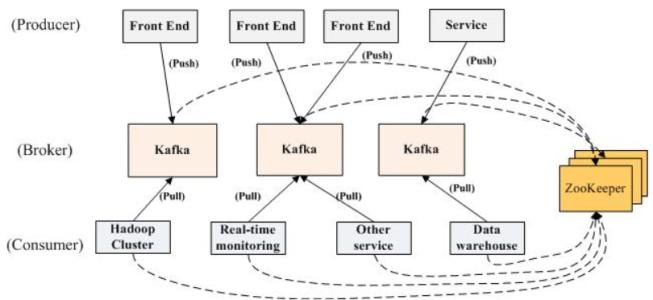 (Producer)
Front End
Front End
Front End
Service
(Push)
(Push)
(Push)
(Push)
(Broker)
Kafka
Kafka
Kafka
ZooKeeper
(Pull)
(Pull)
(Pull)
(Pull)
(Consumer)
Hadoop
Cluster
Real-time
monitoring
Other
service
Data
warehouse